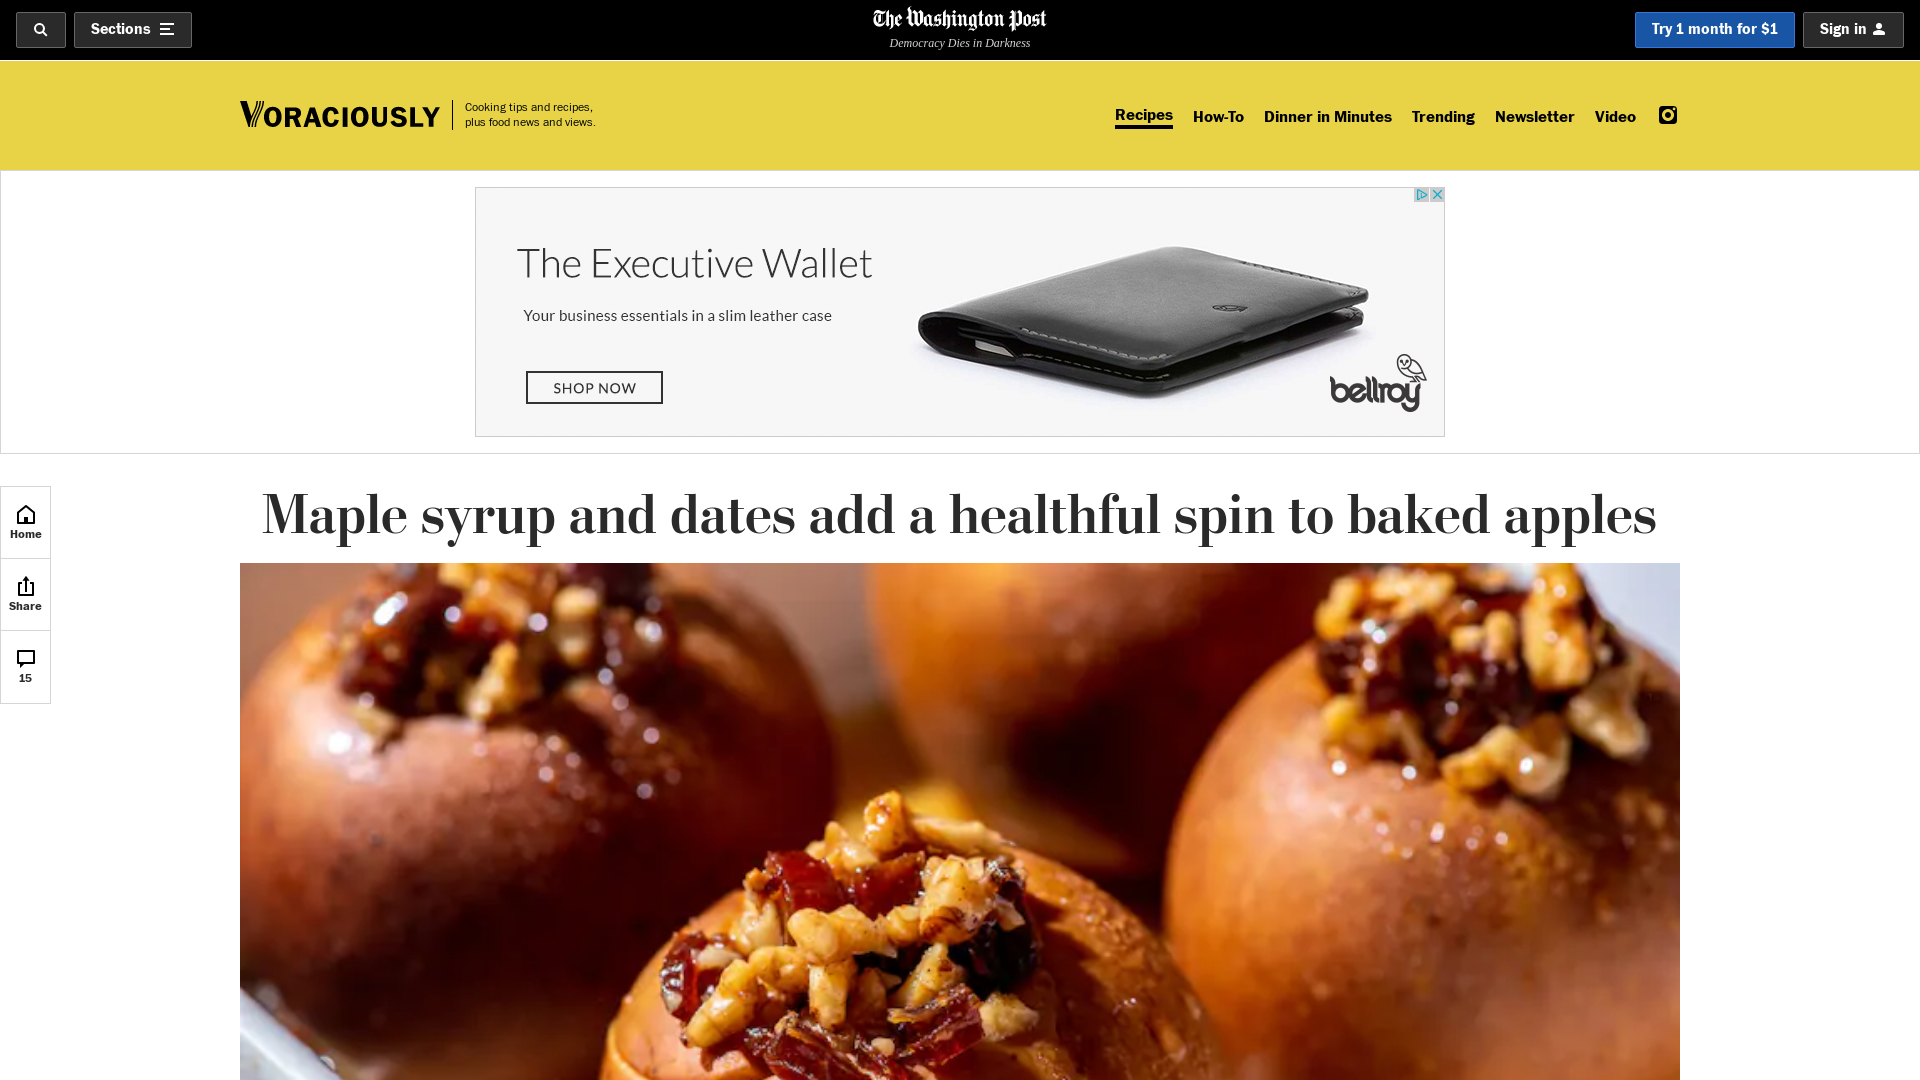 Sections
The Washington Post
Democracy Dies in Darkness
Try 1 month for $1
Sign in
VORACIOUSLY
Cooking tips and recipes,
plus food news and views.
Recipes
How-To
Dinner in Minutes
Trending
Newsletter
Video
The Executive Wallet
Your business essentials in a slim leather case
SHOP NOW
bellroy
Home
Share
15
Maple syrup and dates add a healthful spin to baked apples